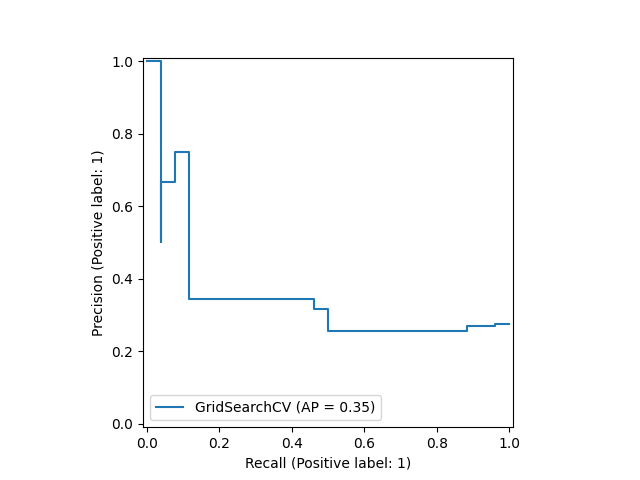 1.0
0.8
0.6
0.4
0.2
0.0
Precision (Positive label: 1)
GridSearchCV (AP = 0.35)
0.0 0.2 0.4 0.6 0.8 1.0
Recall (Positive label: 1)